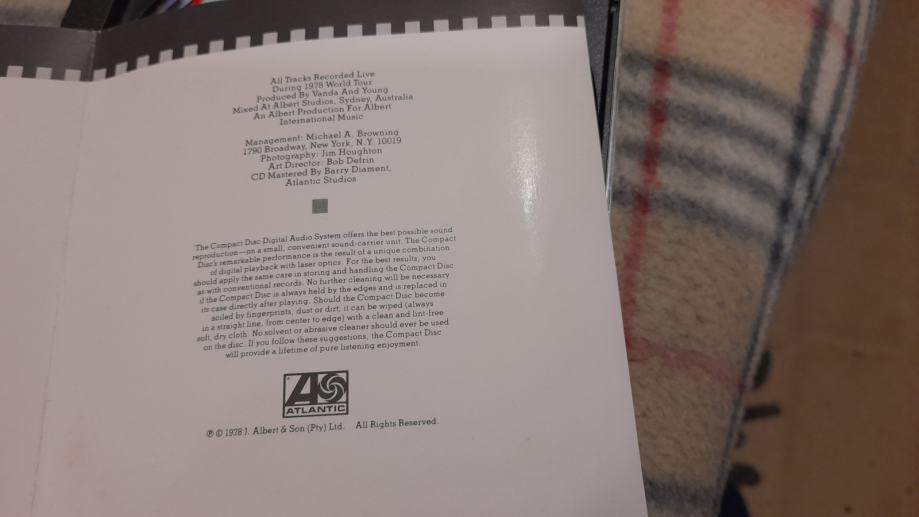 All Tracks Recorded Live
During 1978 World Tour
Produced By Vanda And Young
Mixed At Albert Studios, Sydney, Australia
An Albert Production For Albert
International Music
Management: Michael A. Browning
1790 Broadway, New York, N.Y. 10019
Photography: Jim Houghton
Art Director: Bob Defrin
CD Mastered By Barry Diament,
Atlantic Studios
The Compact Disc Digital Audio System offers the best possible sound
reproduction—on a small, convenient sound-carrier unit. The Compact
Disc's remarkable performance is the result of a unique combination
of digital playback with laser optics. For the best results, you
should apply the same care in storing and handling the Compact Disc
as with conventional records. No further cleaning will be necessary
if the Compact Disc is always held by the edges and is replaced in
its case directly after playing. Should the Compact Disc become
soiled by fingerprints, dust or dirt, it can be wiped (always
in a straight line, from center to edge) with a clean and lint-free
soft, dry cloth. No solvent or abrasive cleaner should ever be used
on the disc. If you follow these suggestions, the Compact Disc
will provide a lifetime of pure listening enjoyment.
ATLANTIC
℗ © 1978 J. Albert & Son (Pty) Ltd. All Rights Reserved.